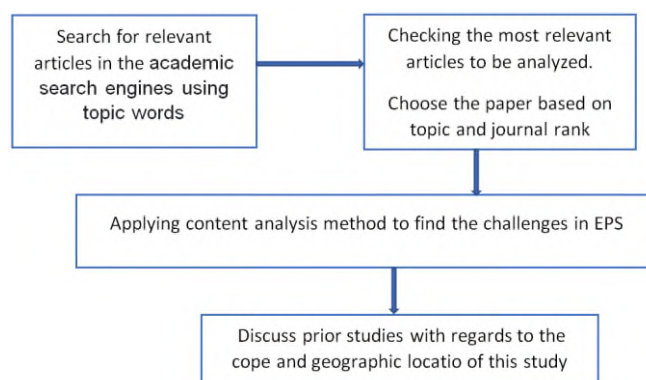 Search for relevant
articles in the academic
search engines using
topic words
Checking the most relevant
articles to be analyzed.
Choose the paper based on
topic and journal rank
Applying content analysis method to find the challenges in EPS
Discuss prior studies with regards to the
cope and geographic locatio of this study